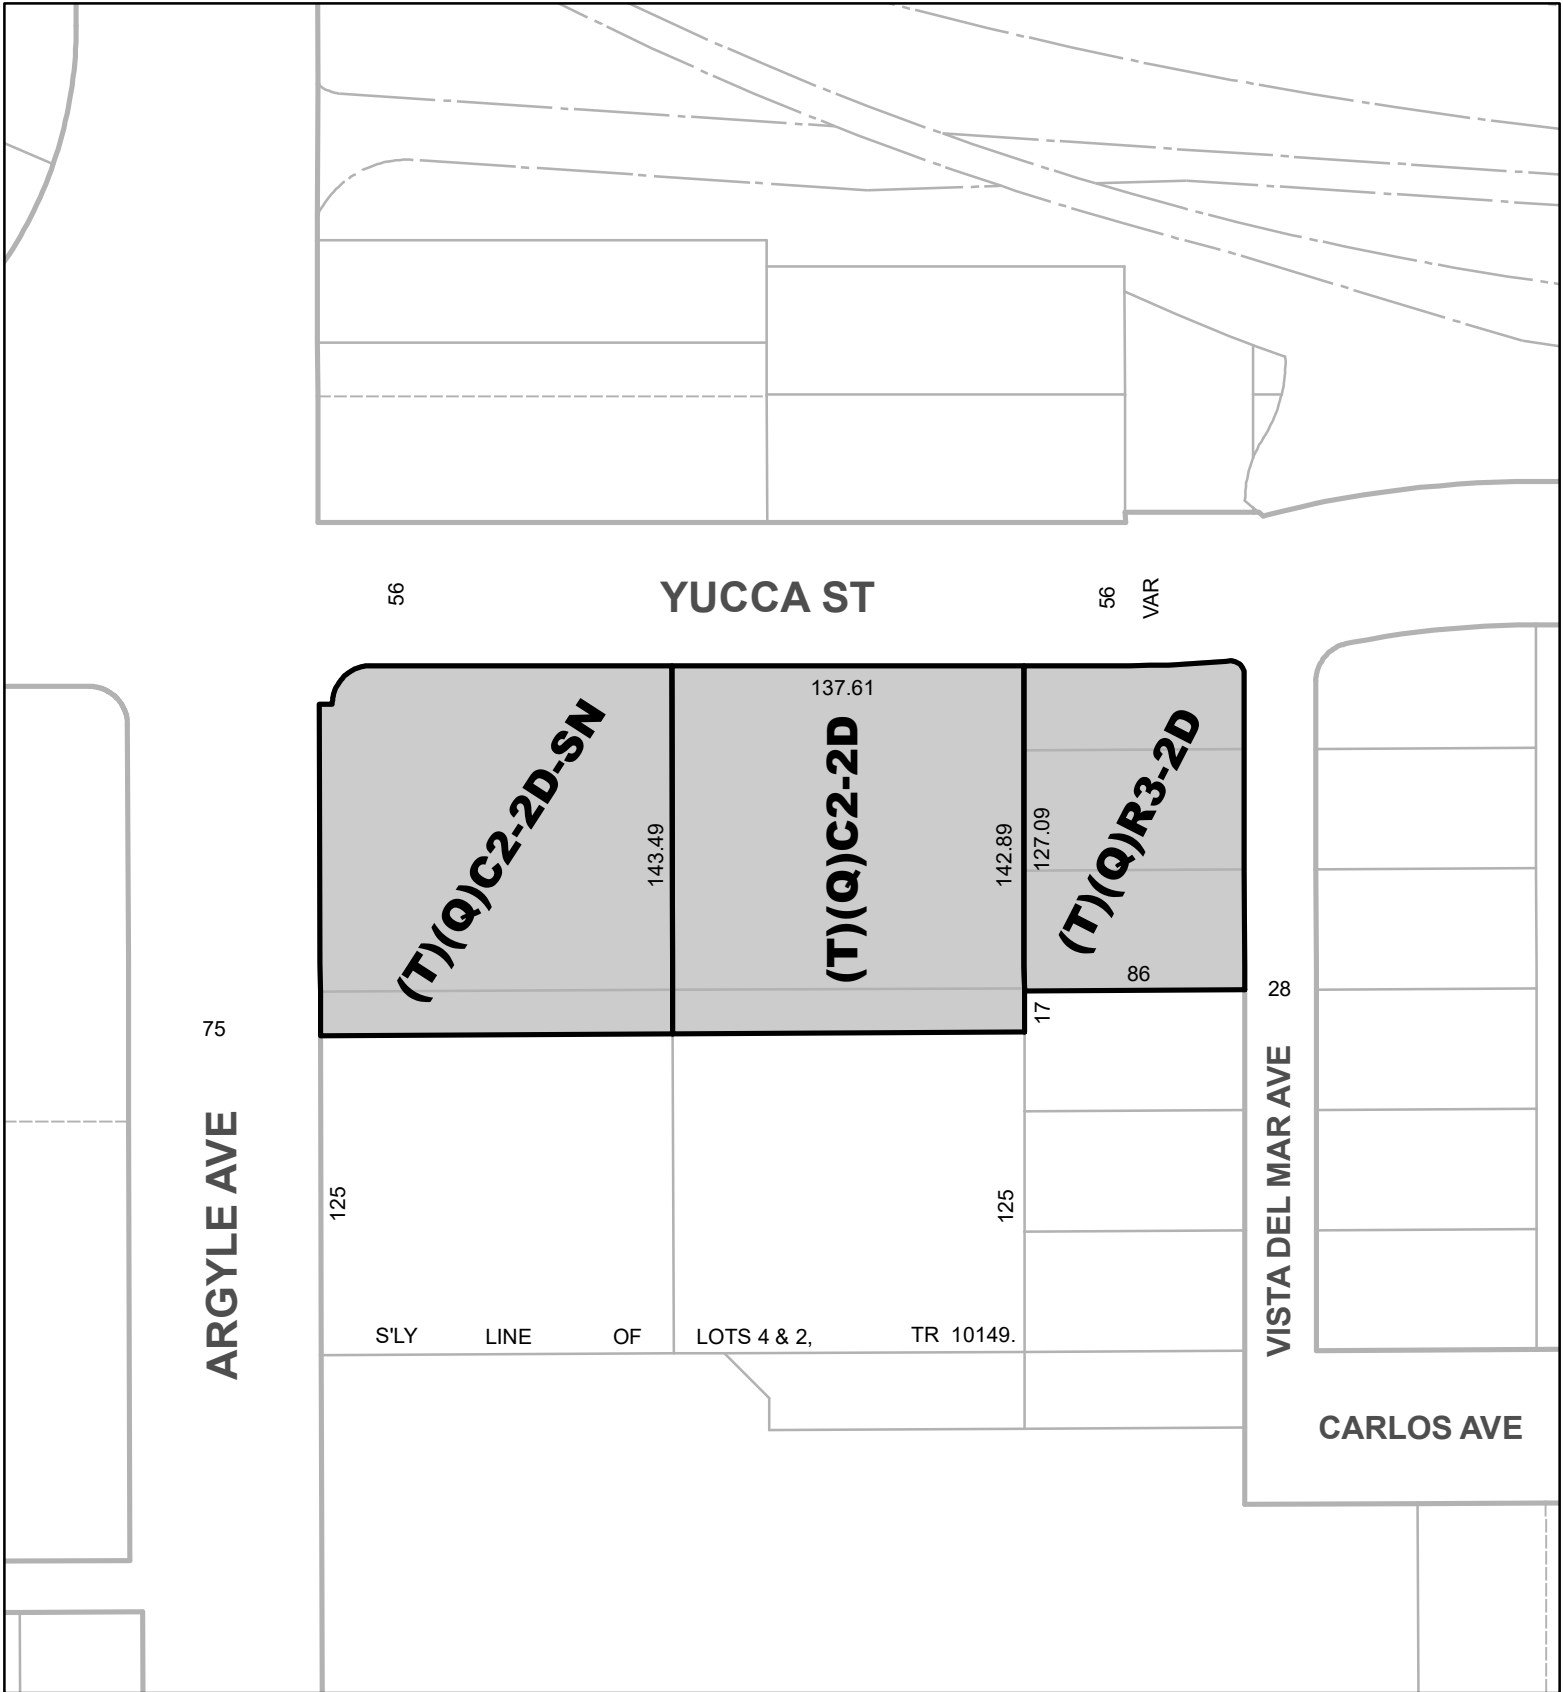 56
YUCCA ST
56
VAR
137.61
(T)(Q)C2-2D-SN
143.49
(T)(Q)C2-2D
142.89
127.09
(T)(Q)R3-2D
86
28
17
75
ARGYLE AVE
125
125
VISTA DEL MAR AVE
S'LY LINE OF LOTS 4 & 2, TR 10149.
CARLOS AVE